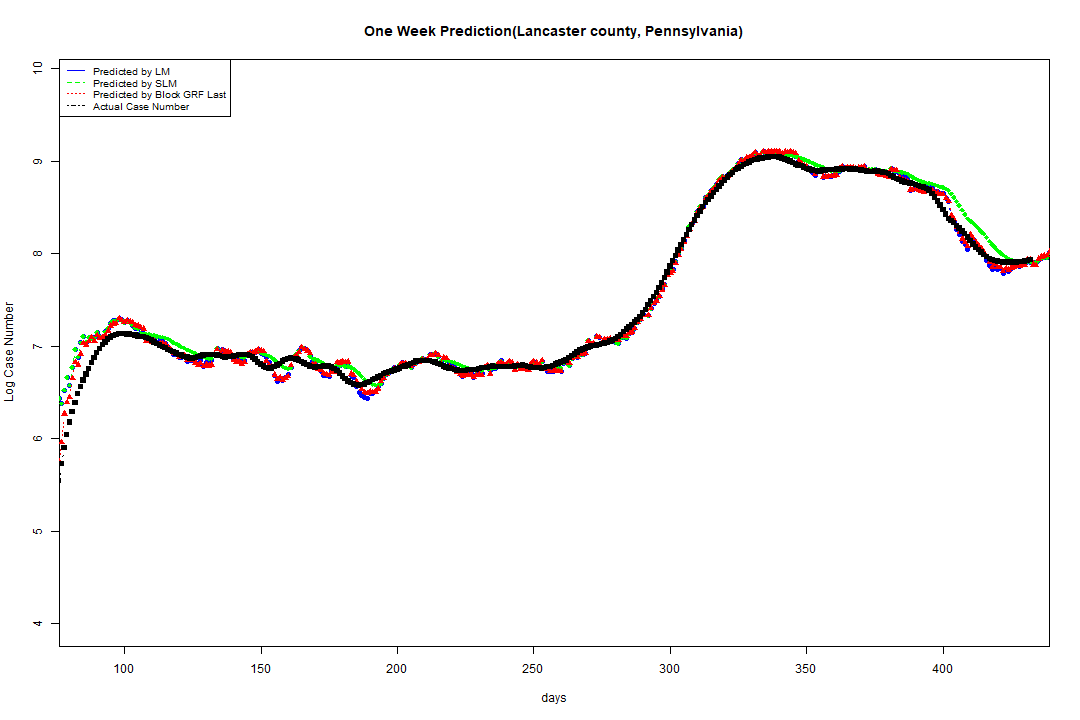 One Week Prediction(Lancaster county, Pennsylvania)
Predicted by LM
Predicted by SLM
Predicted by Block GRF Last
Actual Case Number
10
9
8
7
6
5
4
Log Case Number
100 150 200 250 300 350 400
days